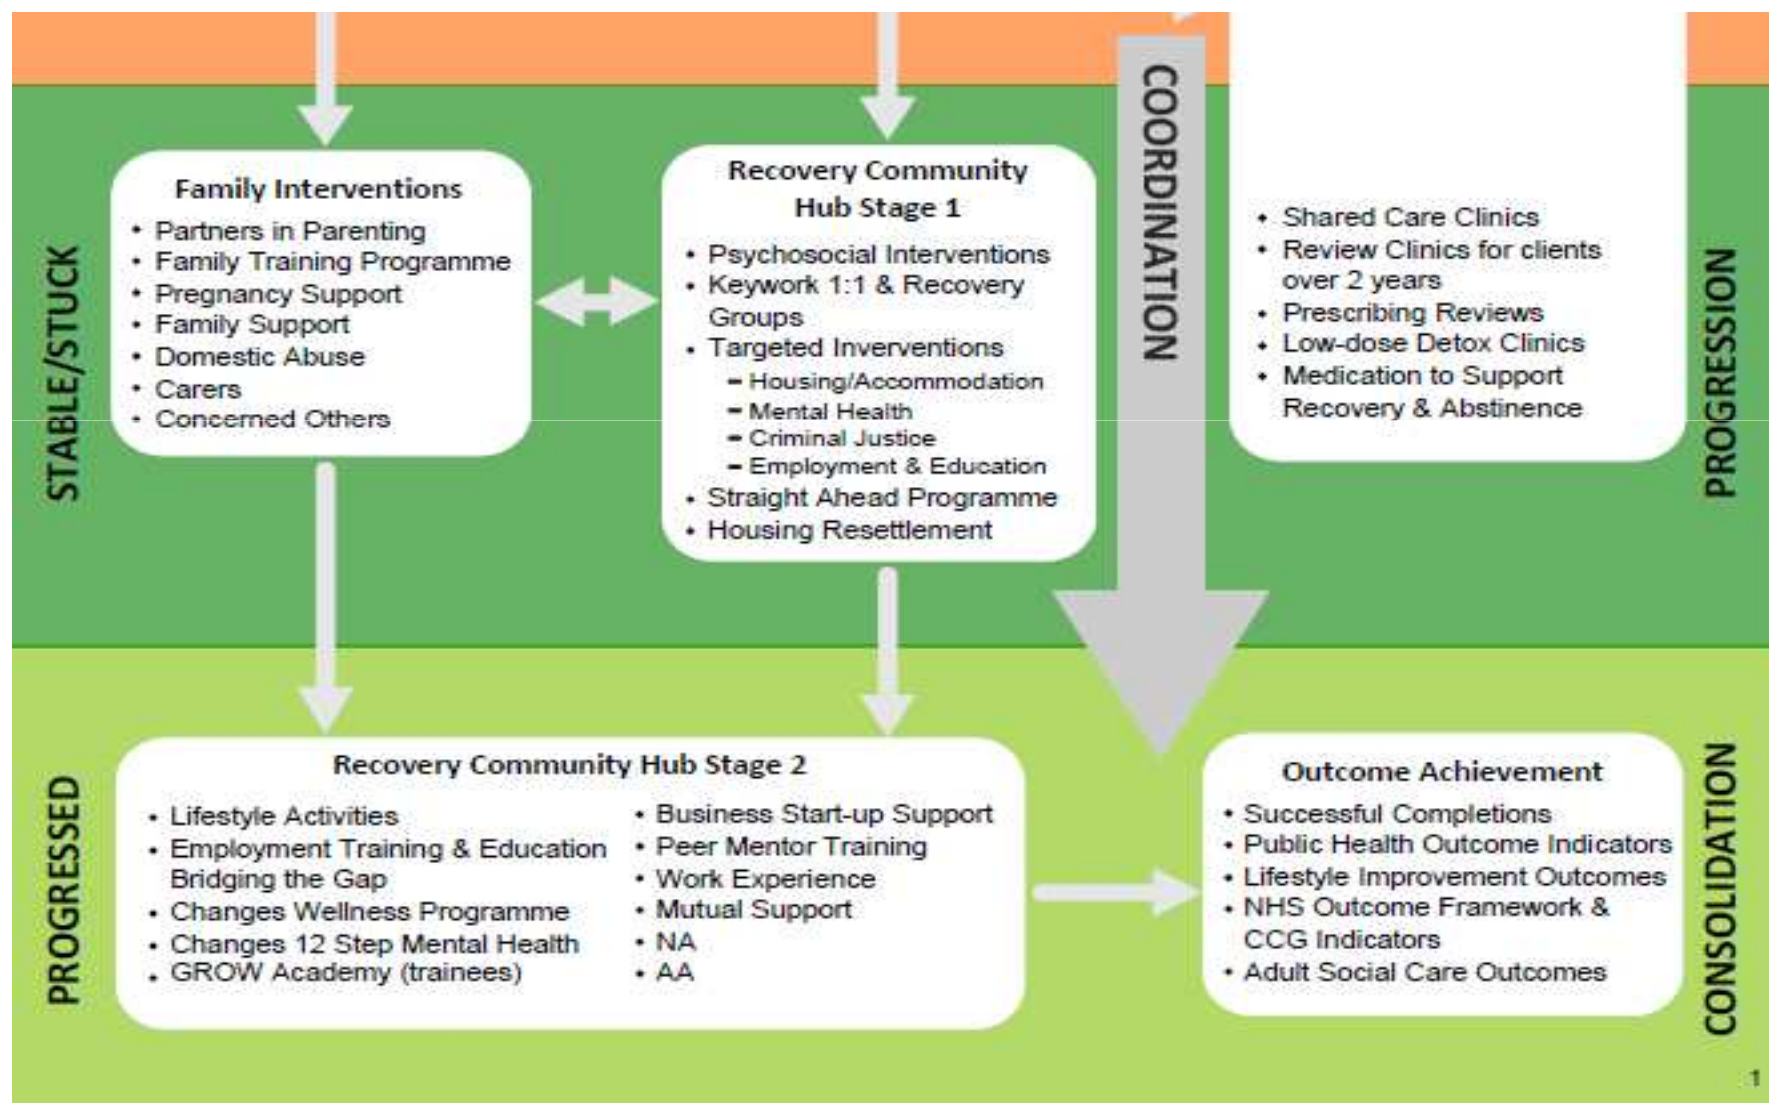 COORDINATION
STABLE/STUCK
Family Interventions
• Partners in Parenting
• Family Training Programme
• Pregnancy Support
• Family Support
• Domestic Abuse
• Carers
• Concerned Others
Recovery Community
Hub Stage 1
• Psychosocial Interventions
• Keywork 1:1 & Recovery
Groups
• Targeted Inverventions
– Housing/Accommodation
– Mental Health
– Criminal Justice
– Employment & Education
• Straight Ahead Programme
• Housing Resettlement
• Shared Care Clinics
• Review Clinics for clients
over 2 years
• Prescribing Reviews
• Low-dose Detox Clinics
• Medication to Support
Recovery & Abstinence
PROGRESSION
PROGRESSED
Recovery Community Hub Stage 2
• Lifestyle Activities
• Employment Training & Education
Bridging the Gap
• Changes Wellness Programme
• Changes 12 Step Mental Health
• GROW Academy (trainees)
• Business Start-up Support
• Peer Mentor Training
• Work Experience
• Mutual Support
• NA
• AA
Outcome Achievement
• Successful Completions
• Public Health Outcome Indicators
• Lifestyle Improvement Outcomes
• NHS Outcome Framework &
CCG Indicators
• Adult Social Care Outcomes
CONSOLIDATION
1